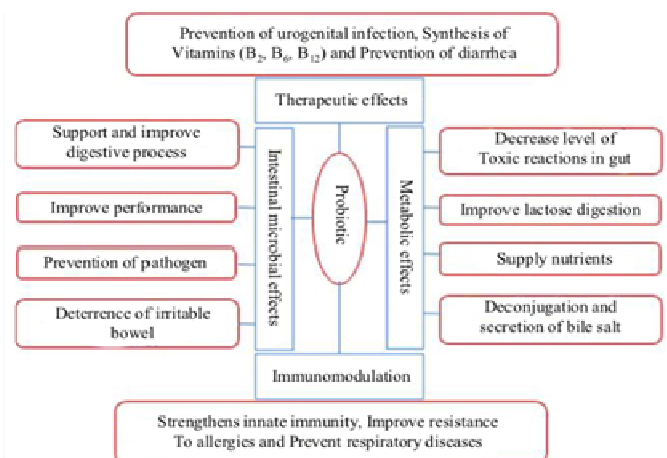 Prevention of urogenital infection, Synthesis of
Vitamins (B₂, B₆, B₁₂) and Prevention of diarrhea
Therapeutic effects
Support and improve
digestive process
Improve performance
Prevention of pathogen
Deterrence of irritable
bowel
Intestinal microbial effects
Probiotic
Metabolic effects
Decrease level of
Toxic reactions in gut
Improve lactose digestion
Supply nutrients
Deconjugation and
secretion of bile salt
Immunomodulation
Strengthens innate immunity, Improve resistance
To allergies and Prevent respiratory diseases